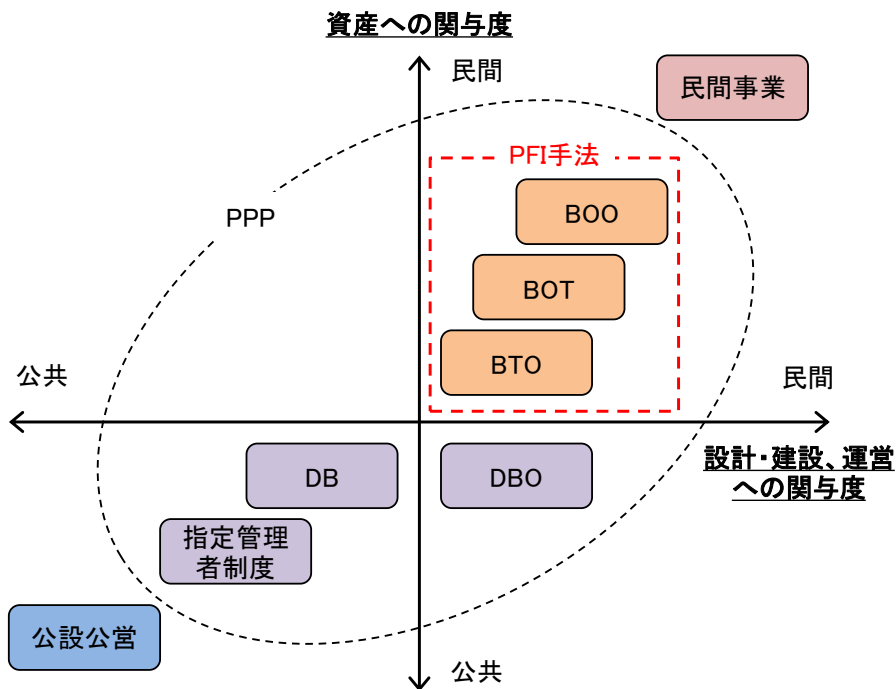 資産への関与度
民間
民間事業
PFI手法
BOO
PPP
BOT
BTO
公共
民間
設計・建設、運営
への関与度
DB
DBO
指定管理
者制度
公設公営
公共